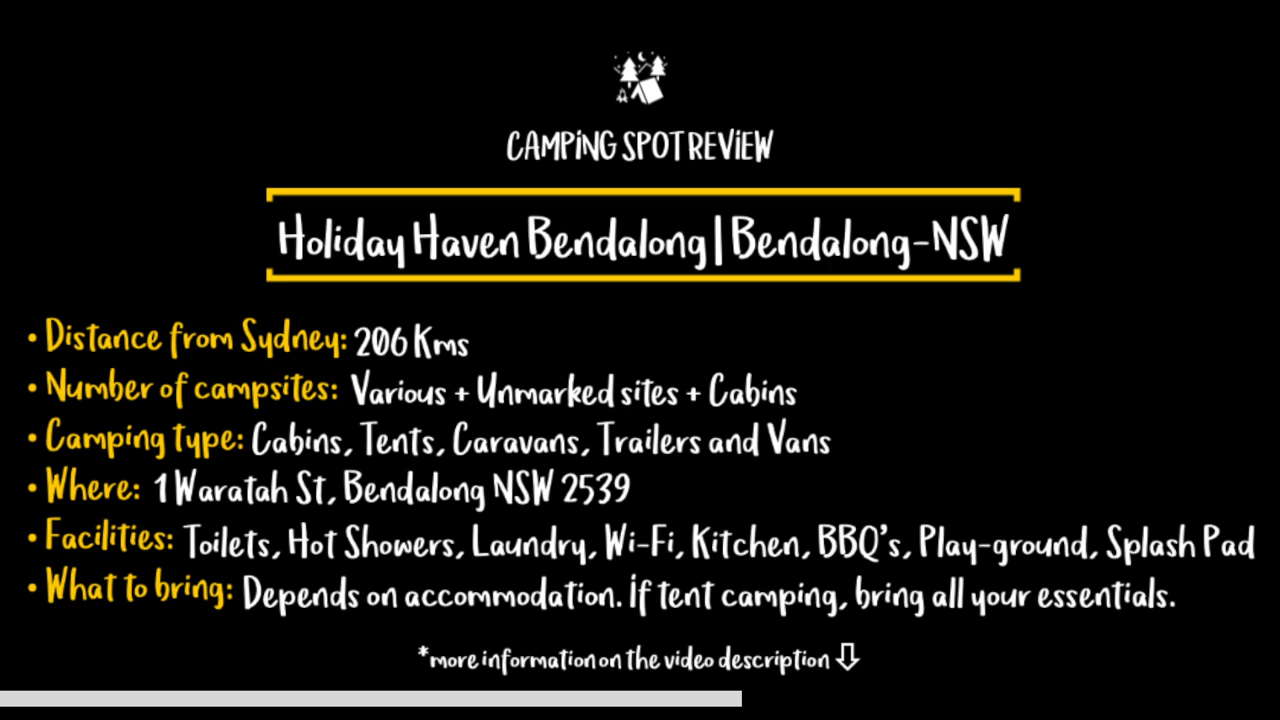 CAMPING SPOT REVIEW
Holiday Haven Bendalong | Bendalong-NSW
• Distance from Sydney: 206 Kms
• Number of campsites: Various + Unmarked sites + Cabins
• Camping type: Cabins, Tents, Caravans, Trailers and Vans
• Where: 1 Waratah St, Bendalong NSW 2539
• Facilities: Toilets, Hot Showers, Laundry, Wi-Fi, Kitchen, BBQ's, Play-ground, Splash Pad
• What to bring: Depends on accommodation. If tent camping, bring all your essentials.
*more information on the video description